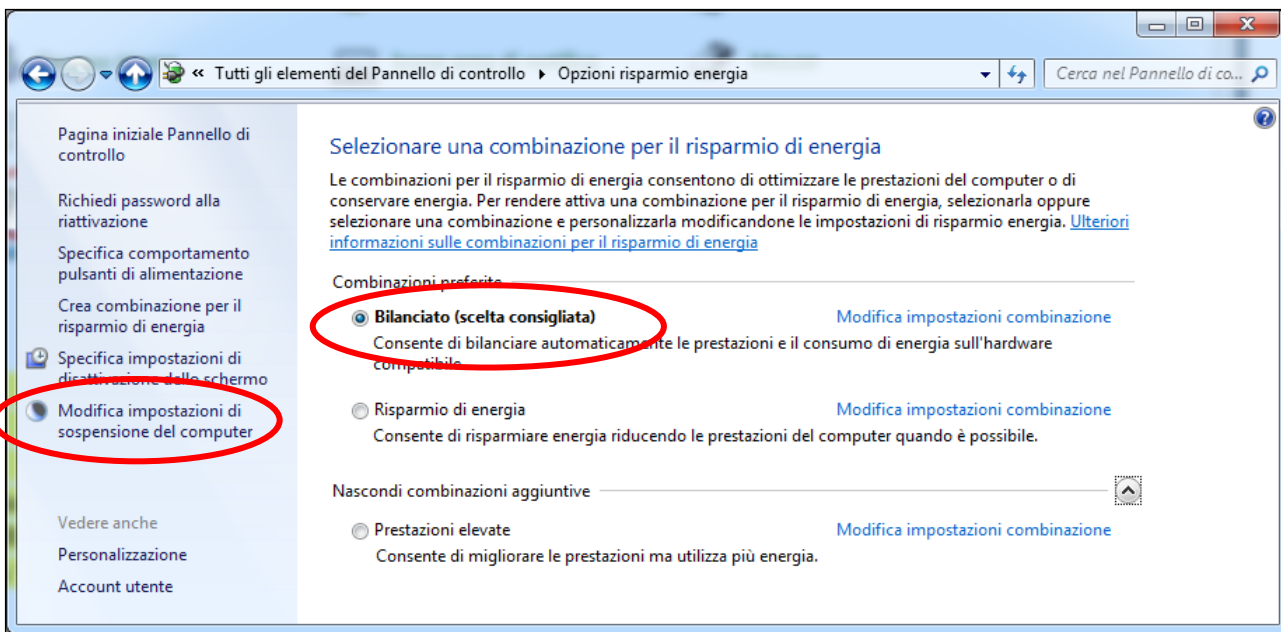 « Tutti gli elementi del Pannello di controllo ▸ Opzioni risparmio energia
Cerca nel Pannello di co...
Pagina iniziale Pannello di
controllo
Richiedi password alla
riattivazione
Specifica comportamento
pulsanti di alimentazione
Crea combinazione per il
risparmio di energia
Specifica impostazioni di
disattivazione dello schermo
Modifica impostazioni di
sospensione del computer
Vedere anche
Personalizzazione
Account utente
Selezionare una combinazione per il risparmio di energia
Le combinazioni per il risparmio di energia consentono di ottimizzare le prestazioni del computer o di
conservare energia. Per rendere attiva una combinazione per il risparmio di energia, selezionarla oppure
selezionare una combinazione e personalizzarla modificandone le impostazioni di risparmio energia. Ulteriori
informazioni sulle combinazioni per il risparmio di energia
Combinazioni preferite
Bilanciato (scelta consigliata) Modifica impostazioni combinazione
Consente di bilanciare automaticamente le prestazioni e il consumo di energia sull'hardware
compatibile.
Risparmio di energia Modifica impostazioni combinazione
Consente di risparmiare energia riducendo le prestazioni del computer quando è possibile.
Nascondi combinazioni aggiuntive
Prestazioni elevate Modifica impostazioni combinazione
Consente di migliorare le prestazioni ma utilizza più energia.